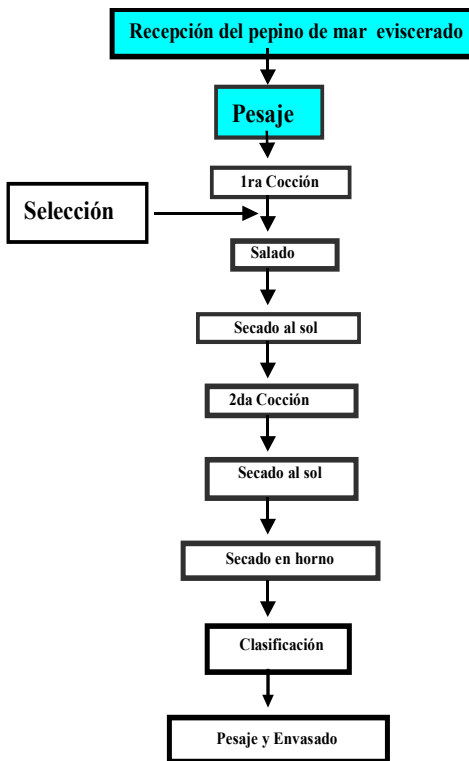 Recepción del pepino de mar eviscerado
Pesaje
1ra Cocción
Selección
Salado
Secado al sol
2da Cocción
Secado al sol
Secado en horno
Clasificación
Pesaje y Envasado